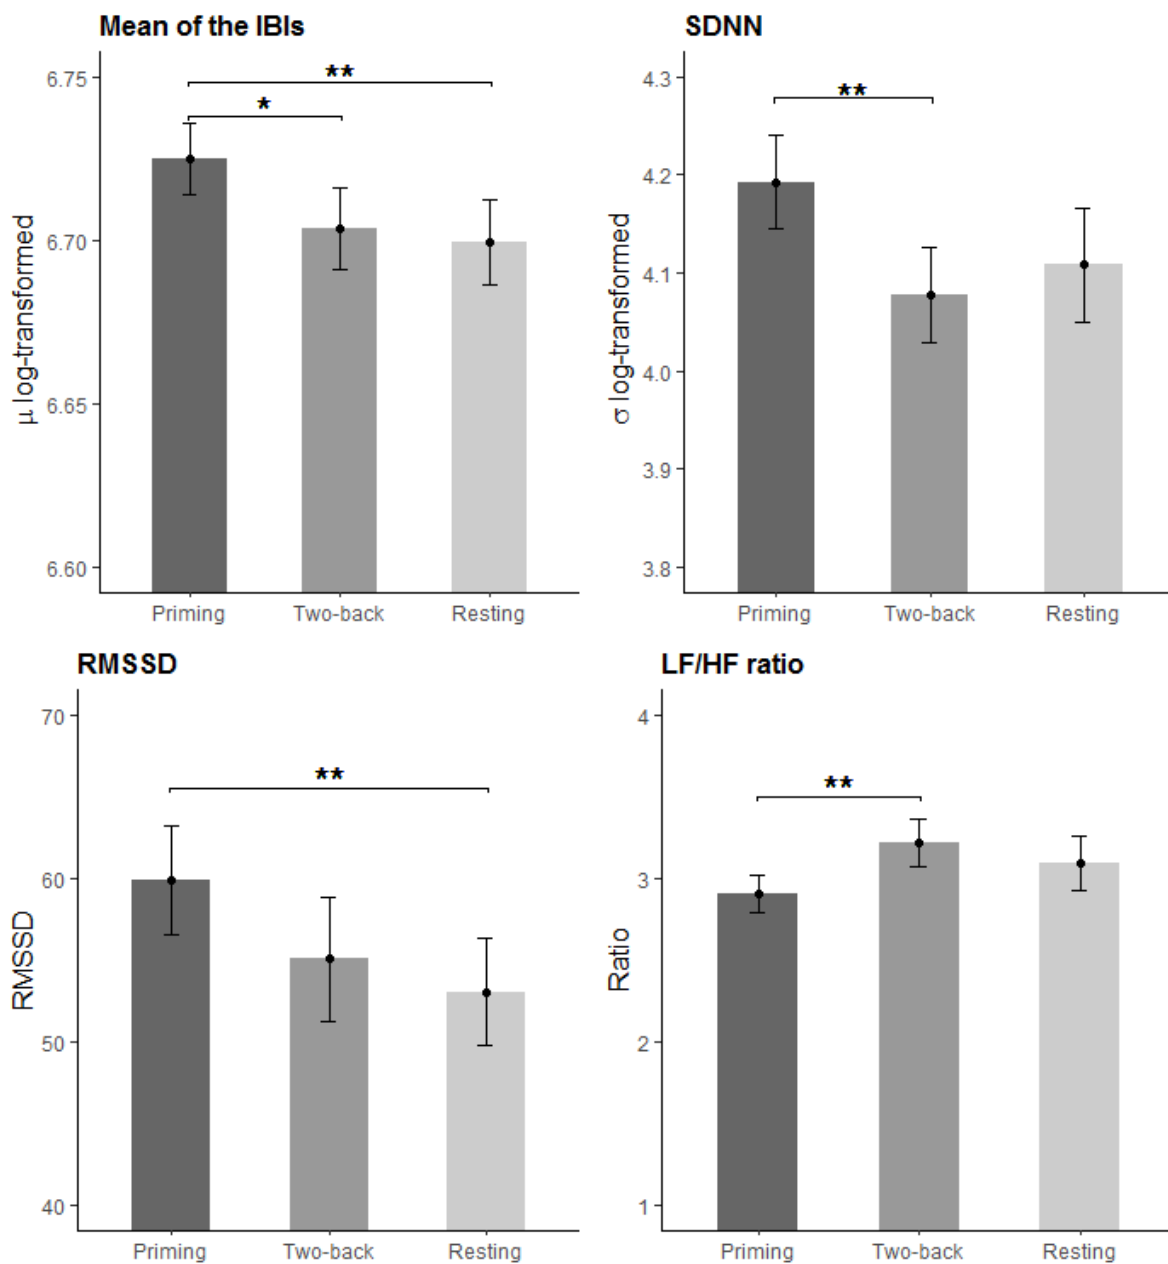 Mean of the IBIs
μ log-transformed
6.75
6.70
6.65
6.60
**
*
Priming Two-back Resting
SDNN
σ log-transformed
4.3
4.2
4.1
4.0
3.9
3.8
**
Priming Two-back Resting
RMSSD
RMSSD
70
60
50
40
**
Priming Two-back Resting
LF/HF ratio
Ratio
4
3
2
1
**
Priming Two-back Resting